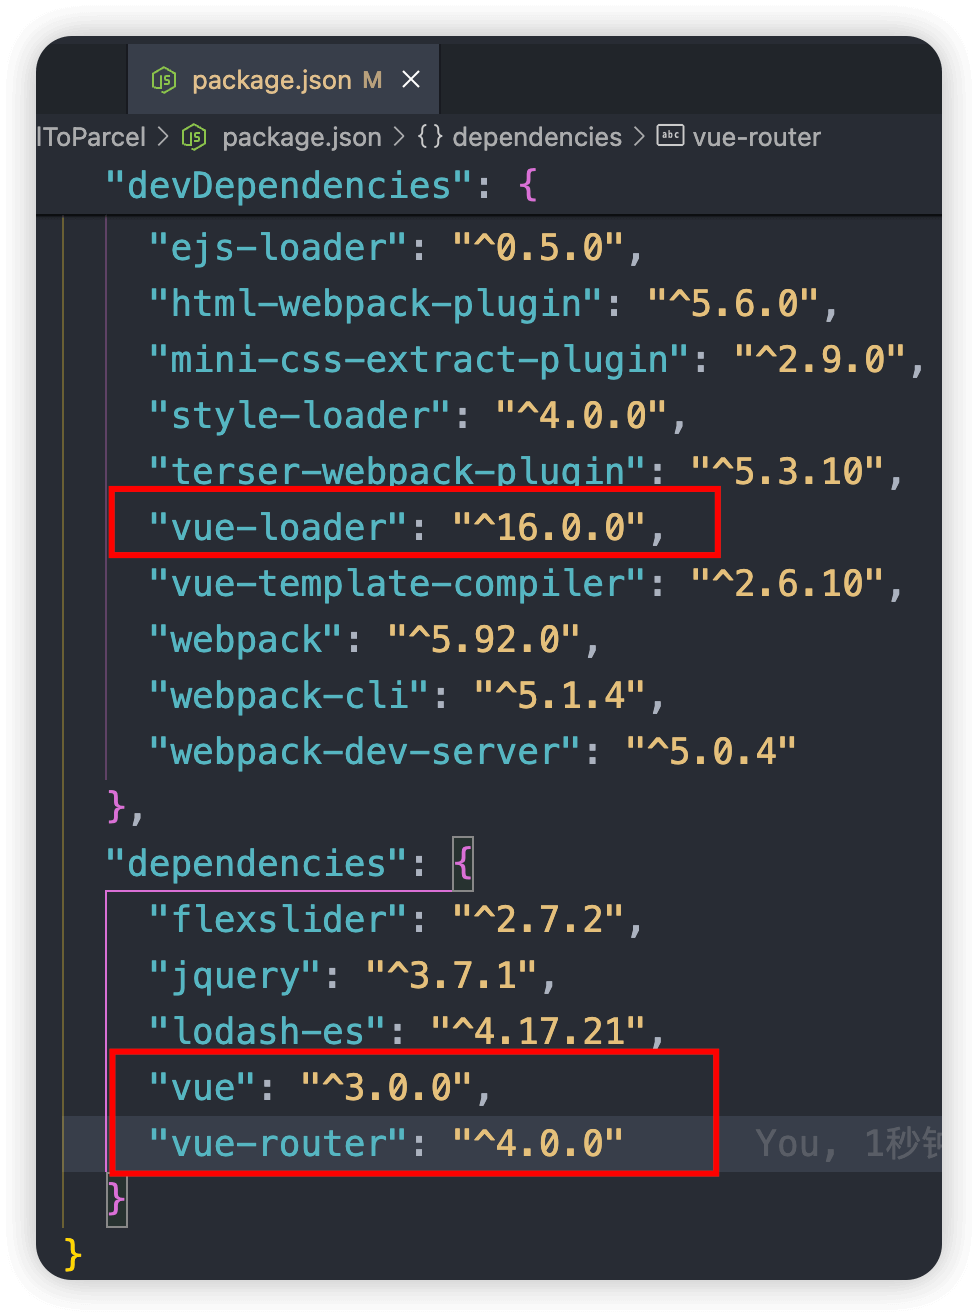 package.json M
lToParcel > package.json > {} dependencies > abc vue-router
"devDependencies": {
"ejs-loader": "^0.5.0",
"html-webpack-plugin": "^5.6.0",
"mini-css-extract-plugin": "^2.9.0",
"style-loader": "^4.0.0",
"terser-webpack-plugin": "^5.3.10",
"vue-loader": "^16.0.0",
"vue-template-compiler": "^2.6.10",
"webpack": "^5.92.0",
"webpack-cli": "^5.1.4",
"webpack-dev-server": "^5.0.4"
},
"dependencies": {
"flexslider": "^2.7.2",
"jquery": "^3.7.1",
"lodash-es": "^4.17.21",
"vue": "^3.0.0",
"vue-router": "^4.0.0" You, 1秒钟
}
}